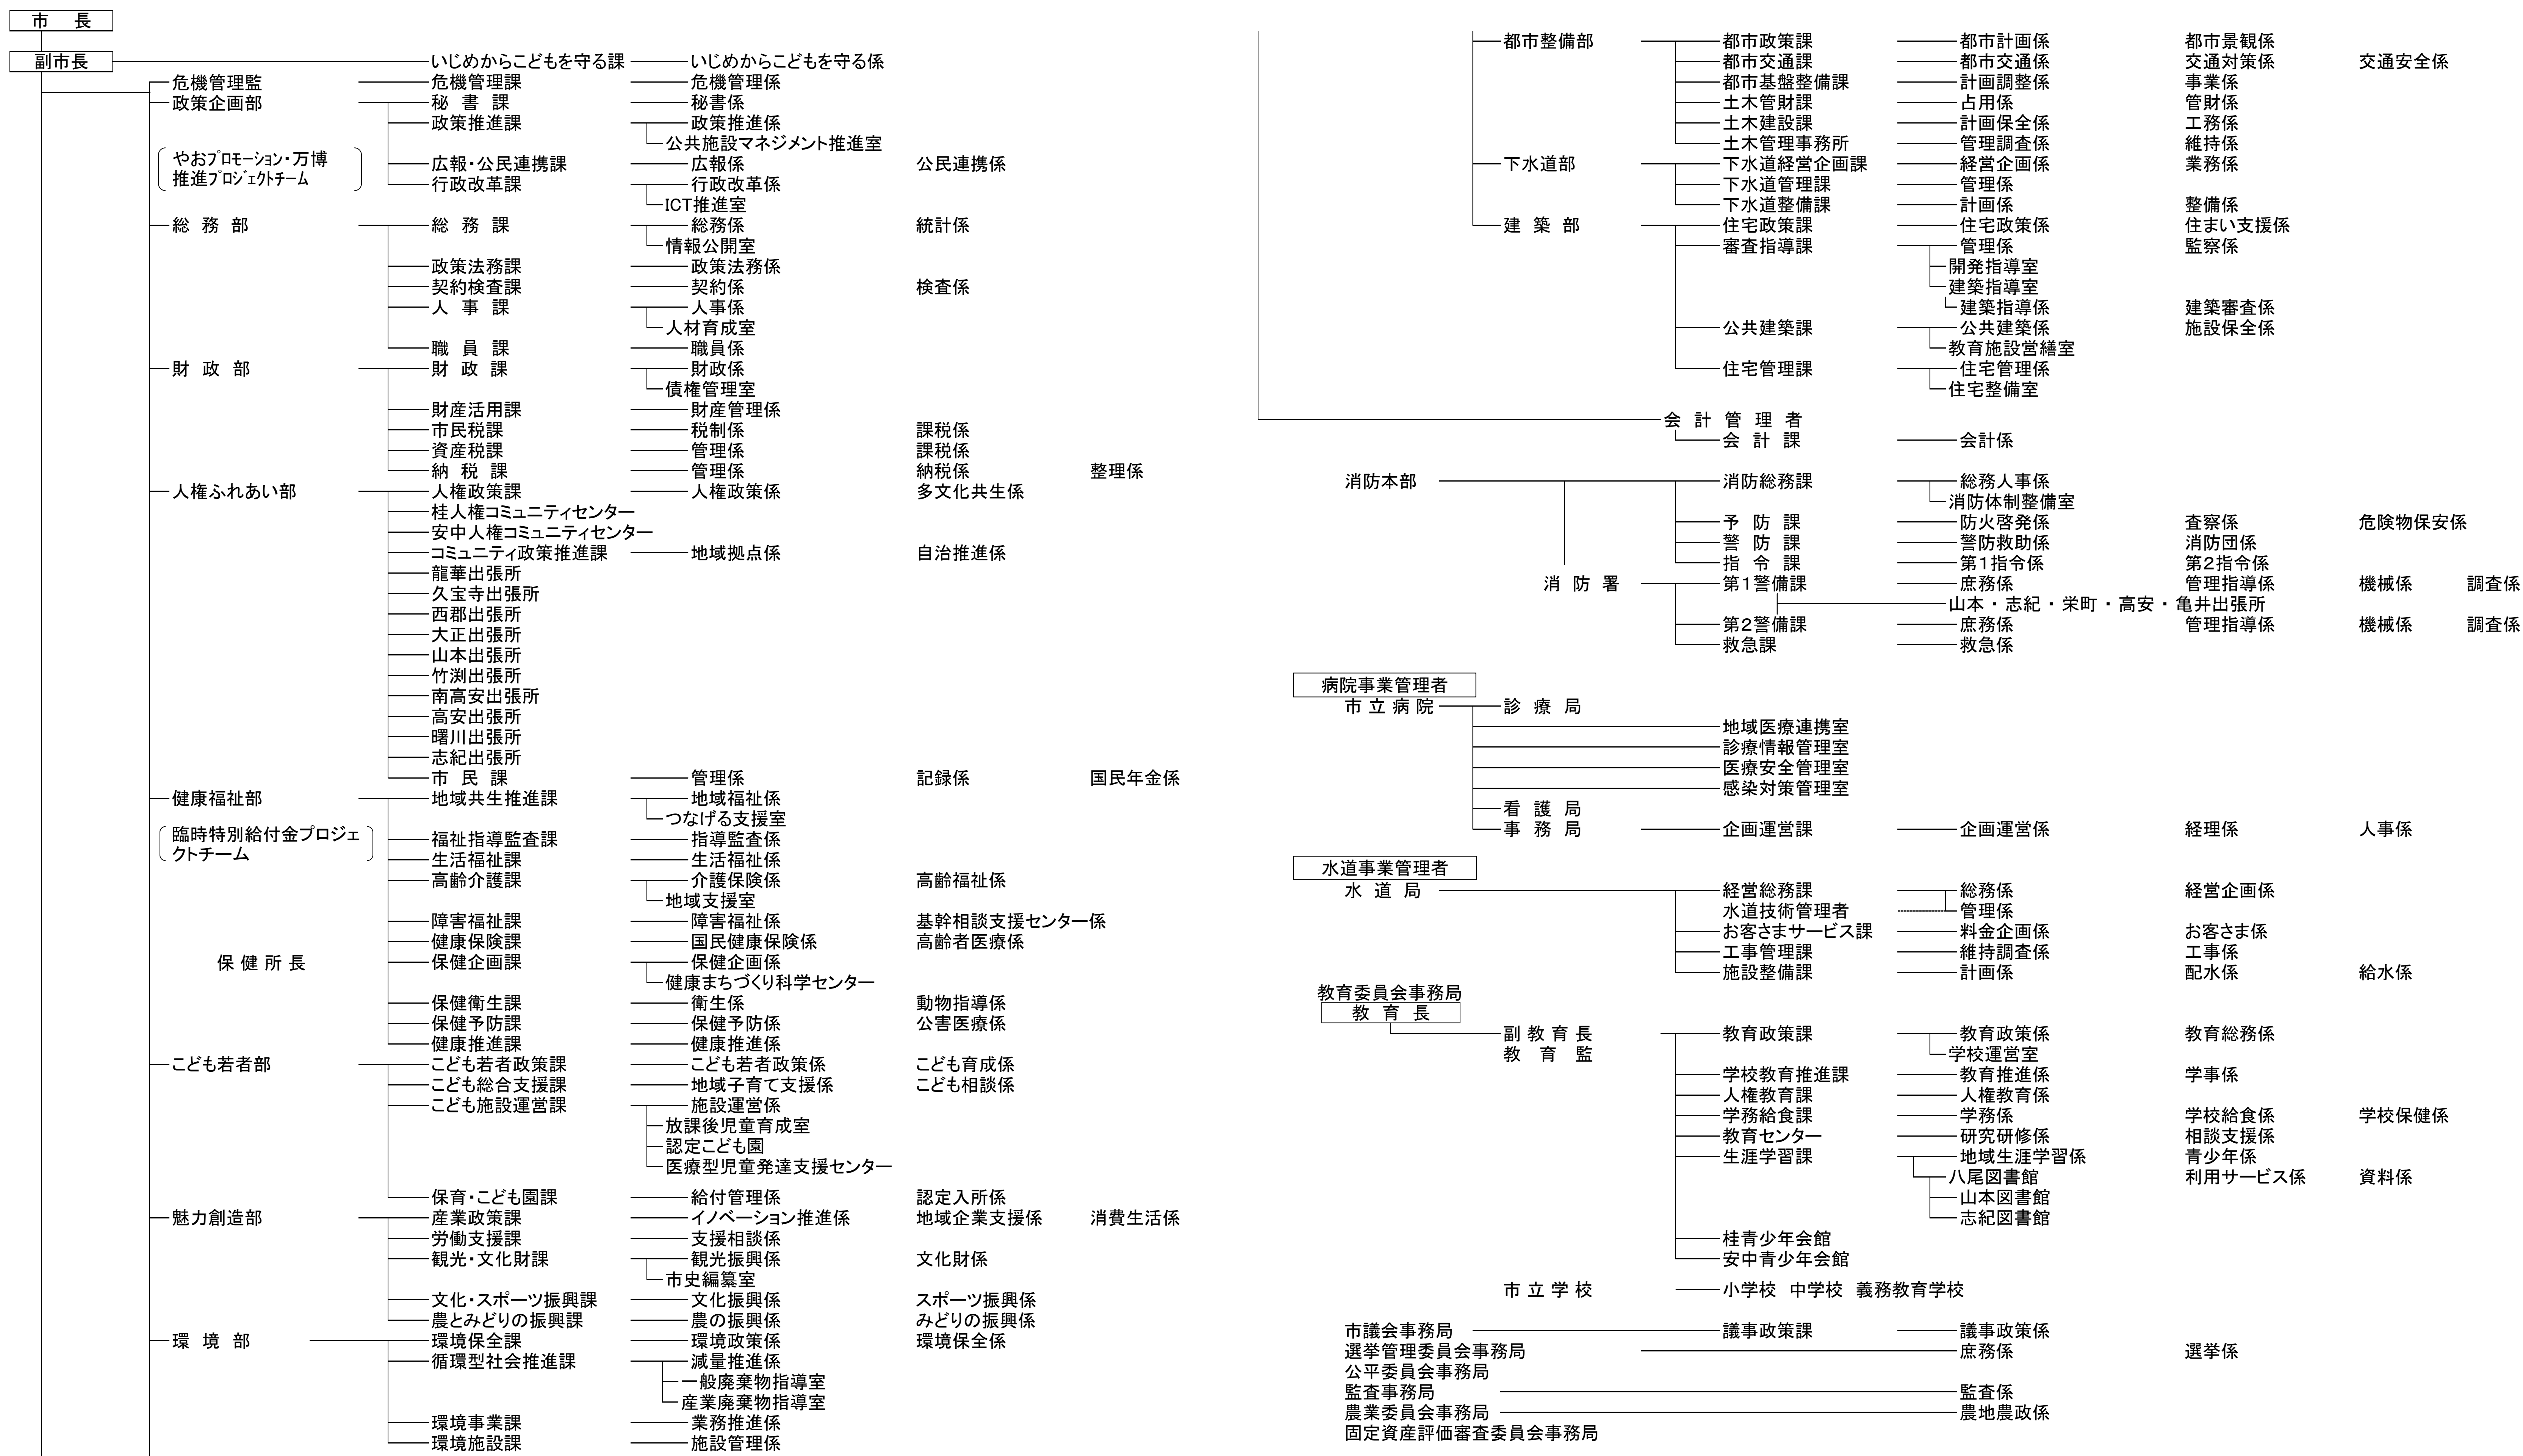 市　長
副市長　いじめからこどもを守る課　いじめからこどもを守る係
危機管理監　危機管理課　危機管理係
政策企画部　秘 書 課　秘書係
政策推進課　政策推進係
公共施設マネジメント推進室
やおﾌﾟﾛﾓｰｼｮﾝ・万博
推進ﾌﾟﾛｼﾞｪｸﾄﾁｰﾑ
広報・公民連携課　広報係　公民連携係
行政改革課　行政改革係
ICT推進室
総 務 部　総 務 課　総務係　統計係
情報公開室
政策法務課　政策法務係
契約検査課　契約係　検査係
人 事 課　人事係
人材育成室
職 員 課　職員係
財 政 部　財 政 課　財政係
債権管理室
財産活用課　財産管理係
市民税課　税制係　課税係
資産税課　管理係　課税係
納 税 課　管理係　納税係　整理係
人権ふれあい部　人権政策課　人権政策係　多文化共生係
桂人権コミュニティセンター
安中人権コミュニティセンター
コミュニティ政策推進課　地域拠点係　自治推進係
龍華出張所
久宝寺出張所
西郡出張所
大正出張所
山本出張所
竹渕出張所
南高安出張所
高安出張所
曙川出張所
志紀出張所
市 民 課　管理係　記録係　国民年金係
健康福祉部　地域共生推進課　地域福祉係
つなげる支援室
臨時特別給付金プロジェ
クトチーム
福祉指導監査課　指導監査係
生活福祉課　生活福祉係
高齢介護課　介護保険係　高齢福祉係
地域支援室
障害福祉課　障害福祉係　基幹相談支援センター係
健康保険課　国民健康保険係　高齢者医療係
保 健 所 長　保健企画課　保健企画係
健康まちづくり科学センター
保健衛生課　衛生係　動物指導係
保健予防課　保健予防係　公害医療係
健康推進課　健康推進係
こども若者部　こども若者政策課　こども若者政策係　こども育成係
こども総合支援課　地域子育て支援係　こども相談係
こども施設運営課　施設運営係
放課後児童育成室
認定こども園
医療型児童発達支援センター
保育・こども園課　給付管理係　認定入所係
魅力創造部　産業政策課　イノベーション推進係　地域企業支援係　消費生活係
労働支援課　支援相談係
観光・文化財課　観光振興係　文化財係
市史編纂室
文化・スポーツ振興課　文化振興係　スポーツ振興係
農とみどりの振興課　農の振興係　みどりの振興係
環 境 部　環境保全課　環境政策係　環境保全係
循環型社会推進課　減量推進係
一般廃棄物指導室
産業廃棄物指導室
環境事業課　業務推進係
環境施設課　施設管理係
都市整備部　都市政策課　都市計画係　都市景観係
都市交通課　都市交通係　交通対策係　交通安全係
都市基盤整備課　計画調整係　事業係
土木管財課　占用係　管財係
土木建設課　計画保全係　工務係
土木管理事務所　管理調査係　維持係
下水道部　下水道経営企画課　経営企画係　業務係
下水道管理課　管理係
下水道整備課　計画係　整備係
建 築 部　住宅政策課　住宅政策係　住まい支援係
審査指導課　管理係　監察係
開発指導室
建築指導室
建築指導係　建築審査係
公共建築課　公共建築係　施設保全係
教育施設営繕室
住宅管理課　住宅管理係
住宅整備室
会 計 管 理 者
会 計 課　会計係
消防本部　消防総務課　総務人事係
消防体制整備室
予 防 課　防火啓発係　査察係　危険物保安係
警 防 課　警防救助係　消防団係
指 令 課　第1指令係　第2指令係
消 防 署　第1警備課　庶務係　管理指導係　機械係　調査係
山本・志紀・栄町・高安・亀井出張所
第2警備課　庶務係　管理指導係　機械係　調査係
救急課　救急係
病院事業管理者
市 立 病 院　診 療 局
地域医療連携室
診療情報管理室
医療安全管理室
感染対策管理室
看 護 局
事 務 局　企画運営課　企画運営係　経理係　人事係
水道事業管理者
水 道 局　経営総務課　総務係　経営企画係
水道技術管理者　管理係
お客さまサービス課　料金企画係　お客さま係
工事管理課　維持調査係　工事係
施設整備課　計画係　配水係　給水係
教育委員会事務局
教 育 長
副 教 育 長　教育政策課　教育政策係　教育総務係
教 育 監　学校運営室
学校教育推進課　教育推進係　学事係
人権教育課　人権教育係
学務給食課　学務係　学校給食係　学校保健係
教育センター　研究研修係　相談支援係
生涯学習課　地域生涯学習係　青少年係
八尾図書館　利用サービス係　資料係
山本図書館
志紀図書館
桂青少年会館
安中青少年会館
市 立 学 校　小学校　中学校　義務教育学校
市議会事務局　議事政策課　議事政策係
選挙管理委員会事務局　庶務係　選挙係
公平委員会事務局
監査事務局　監査係
農業委員会事務局　農地農政係
固定資産評価審査委員会事務局